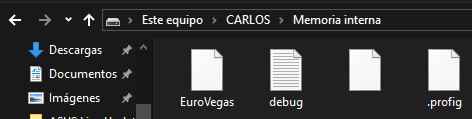 Este equipo > CARLOS > Memoria interna
Descargas
Documentos
Imágenes
EuroVegas
debug
.profig